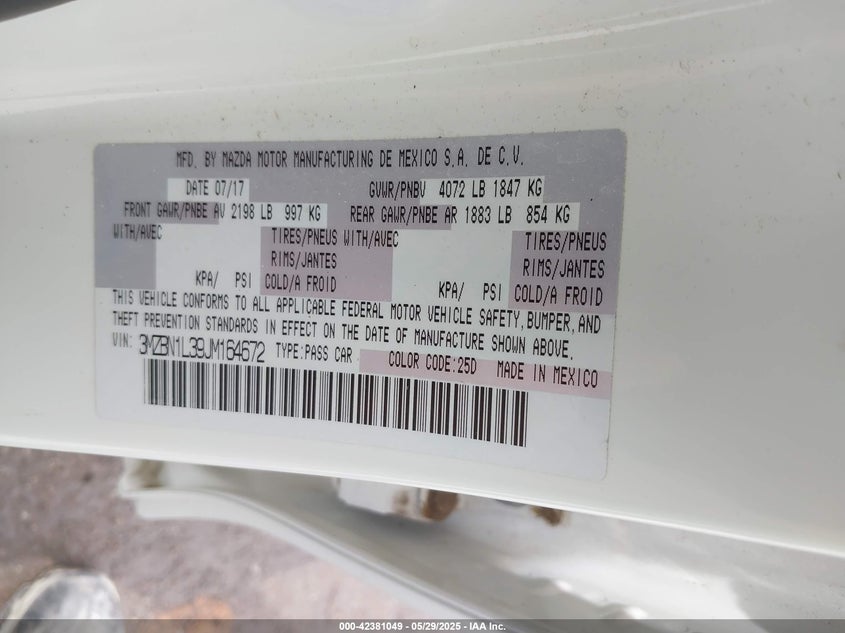 MFD. BY MAZDA MOTOR MANUFACTURING DE MEXICO S.A. DE C.V.
DATE 07/17 GVWR/PNBV 4072 LB 1847 KG
FRONT GAWR/PNBE AV 2198 LB 997 KG REAR GAWR/PNBE AR 1883 LB 854 KG
WITH/AVEC TIRES/PNEUS WITH/AVEC TIRES/PNEUS
RIMS/JANTES RIMS/JANTES
KPA/ PSI COLD/A FROID KPA/ PSI COLD/A FROID
THIS VEHICLE CONFORMS TO ALL APPLICABLE FEDERAL MOTOR VEHICLE SAFETY, BUMPER, AND
THEFT PREVENTION STANDARDS IN EFFECT ON THE DATE OF MANUFACTURE SHOWN ABOVE.
VIN: 3MZBN1L39JM164672 TYPE:PASS CAR COLOR CODE:25D MADE IN MEXICO
000-42381049 - 05/29/2025 - IAA Inc.